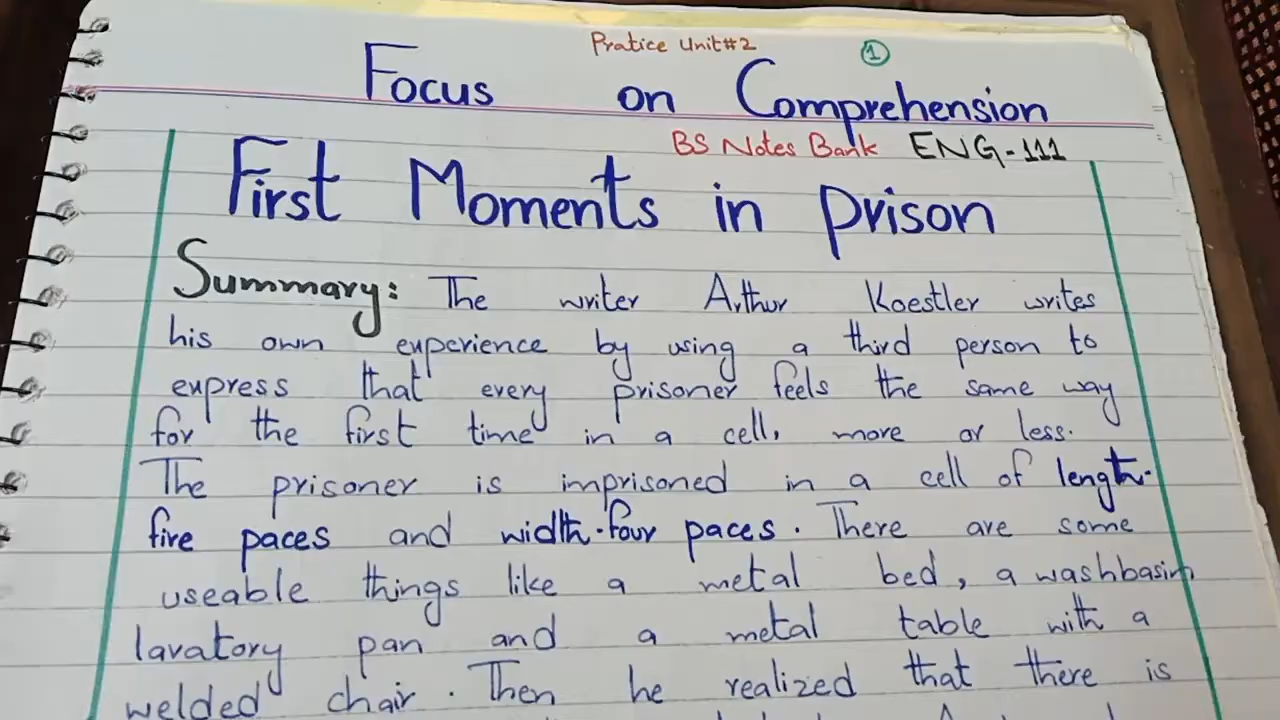 Pratice Unit#2
1
Focus on Comprehension
BS Notes Bank ENG-111
First Moments in prison
Summary: The writer Arthur Koestler writes
his own experience by using a third person to
express that every prisoner feels the same way
for the first time in a cell, more or less.
The prisoner is imprisoned in a cell of length-
five paces and width-four paces. There are some
useable things like a metal bed, a washbasin
lavatory pan and a metal table with a
welded chair. Then he realized that there is